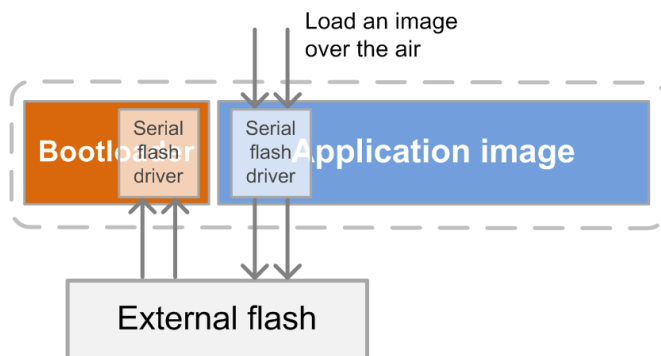 Load an image
over the air
Bootloader
Serial
flash
driver
Serial
flash
driver
Application image
External flash